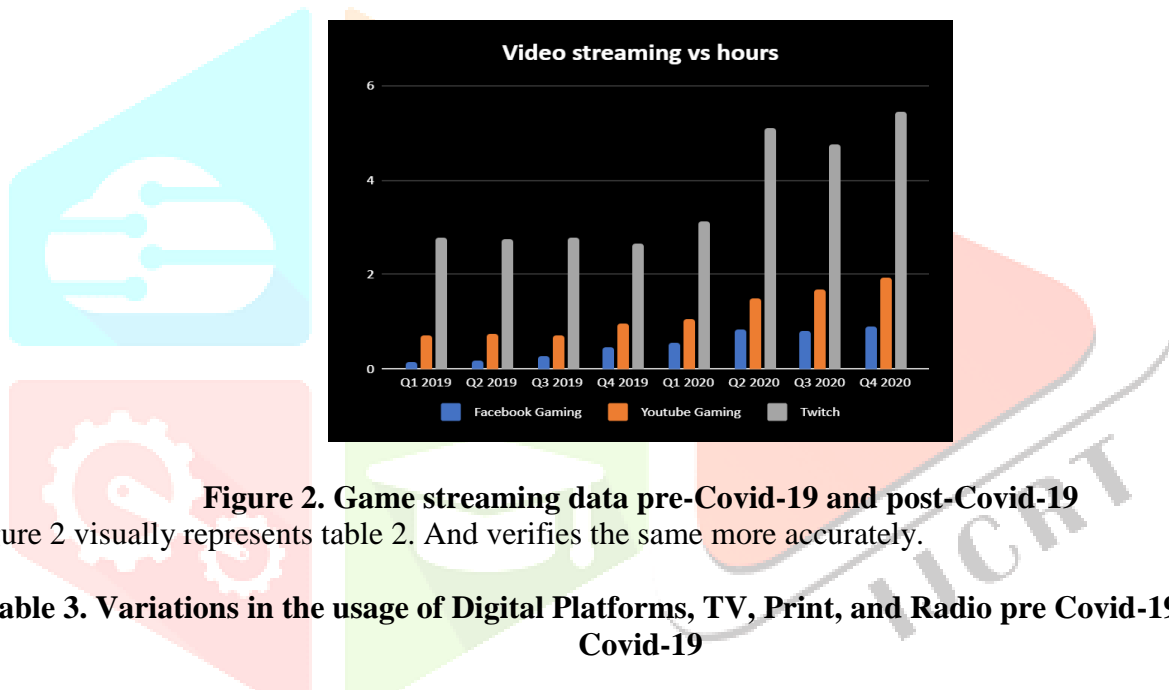 Video streaming vs hours
6
4
2
0
Q1 2019 Q2 2019 Q3 2019 Q4 2019 Q1 2020 Q2 2020 Q3 2020 Q4 2020
Facebook Gaming Youtube Gaming Twitch
Figure 2. Game streaming data pre-Covid-19 and post-Covid-19
ure 2 visually represents table 2. And verifies the same more accurately.
able 3. Variations in the usage of Digital Platforms, TV, Print, and Radio pre Covid-19
Covid-19
IJCRT